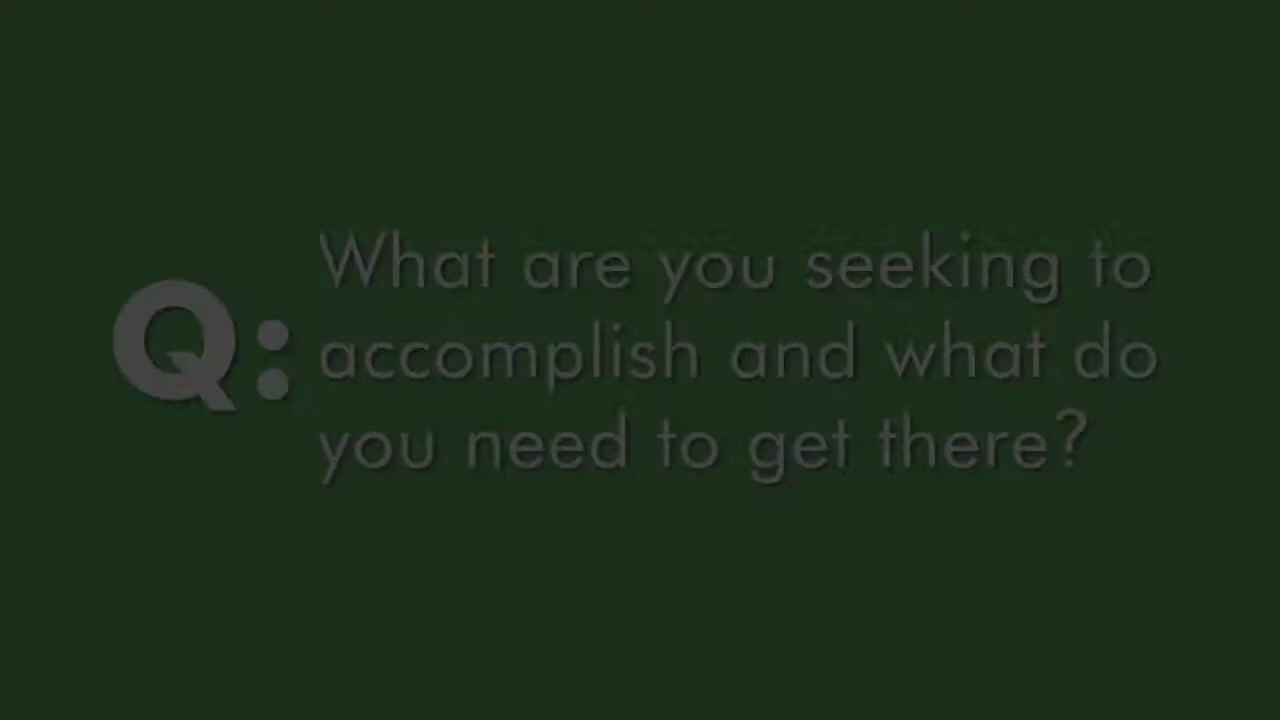 Q: What are you seeking to
accomplish and what do
you need to get there?